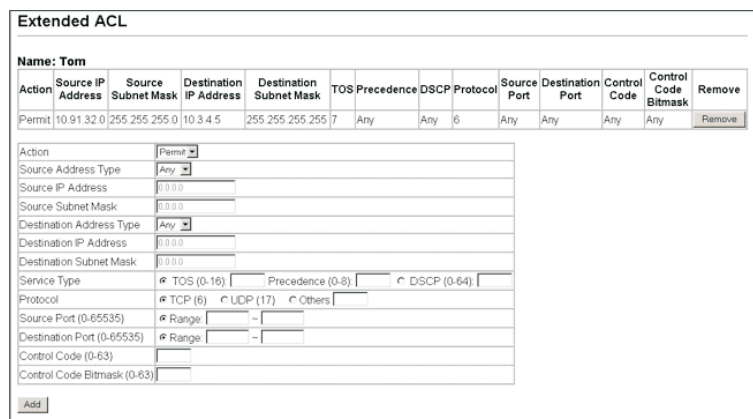 Extended ACL
Name: Tom
Action Source IP Address Source Subnet Mask Destination IP Address Destination Subnet Mask TOS Precedence DSCP Protocol Source Port Destination Port Control Code Control Code Bitmask Remove
Permit 10.91.32.0 255.255.255.0 10.3.4.5 255.255.255.255 7 Any Any 6 Any Any Any Any Remove
Action Permit
Source Address Type Any
Source IP Address 0.0.0.0
Source Subnet Mask 0.0.0.0
Destination Address Type Any
Destination IP Address 0.0.0.0
Destination Subnet Mask 0.0.0.0
Service Type TOS (0-16): Precedence (0-8): DSCP (0-64):
Protocol TCP (6) UDP (17) Others
Source Port (0-65535) Range: ~
Destination Port (0-65535) Range: ~
Control Code (0-63)
Control Code Bitmask (0-63)
Add